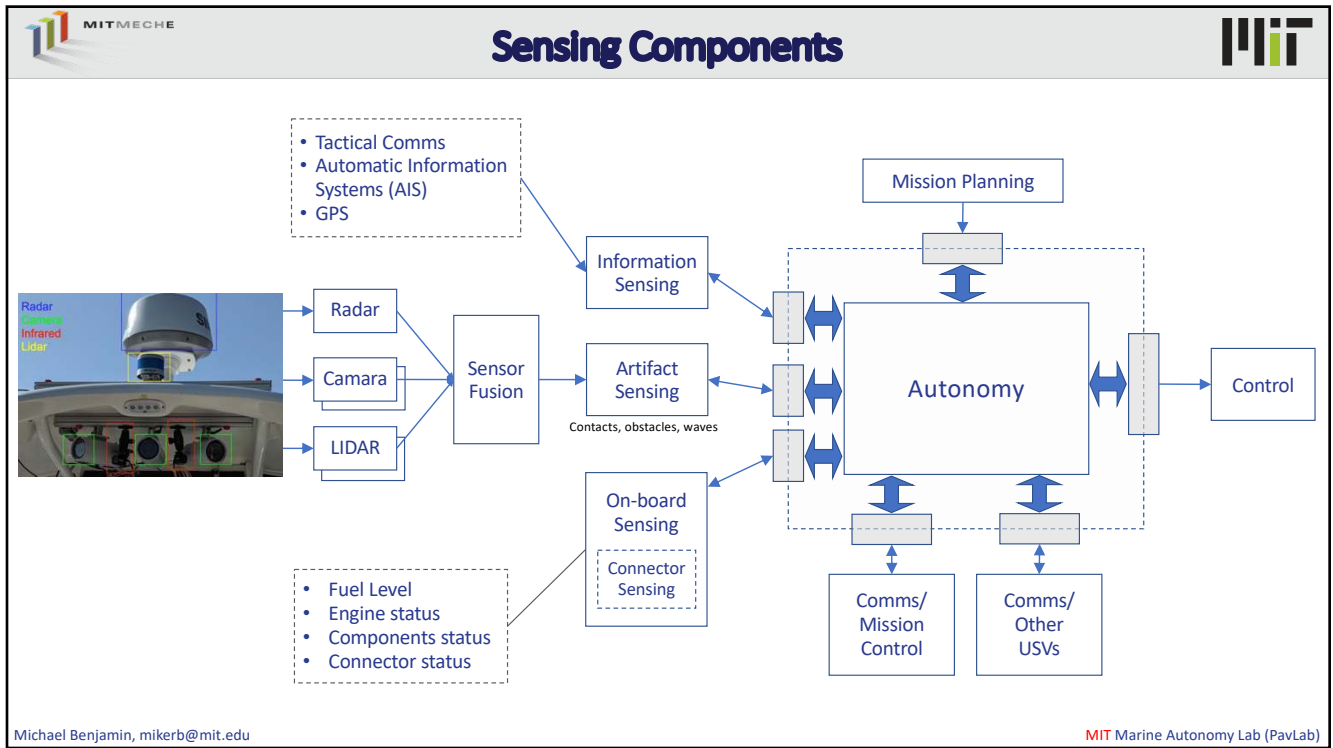 MITMECHE
Sensing Components
MIT
• Tactical Comms
• Automatic Information
Systems (AIS)
• GPS
Mission Planning
Information
Sensing
Radar
Camera
Infrared
Lidar
Radar
Camara
LIDAR
Sensor
Fusion
Artifact
Sensing
Contacts, obstacles, waves
Autonomy
Control
On-board
Sensing
Connector
Sensing
• Fuel Level
• Engine status
• Components status
• Connector status
Comms/
Mission
Control
Comms/
Other
USVs
Michael Benjamin, mikerb@mit.edu
MIT Marine Autonomy Lab (PavLab)